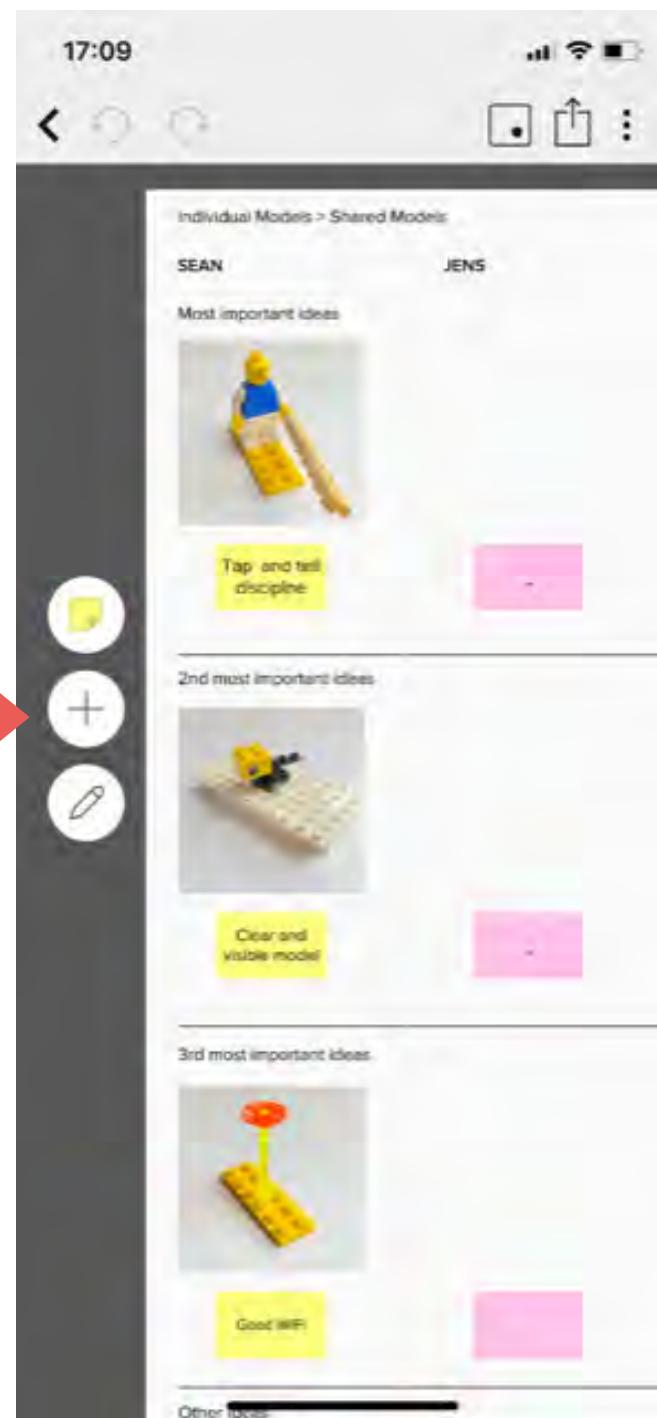 17:09
Individual Models > Shared Models
SEAN JENS
Most important ideas
Tap and tell
discipline
-
2nd most important ideas
Clear and
visible model
-
3rd most important ideas
Good WiFi
Other ideas